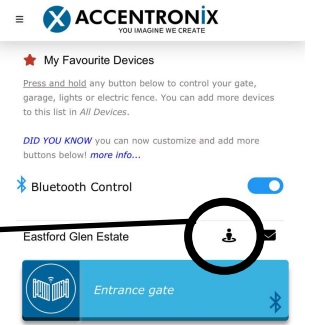 ACCENTRONiX
YOU IMAGINE WE CREATE
My Favourite Devices
Press and hold any button below to control your gate,
garage, lights or electric fence. You can add more devices
to this list in All Devices.
DID YOU KNOW you can now customize and add more
buttons below! more info...
Bluetooth Control
Eastford Glen Estate
Entrance gate